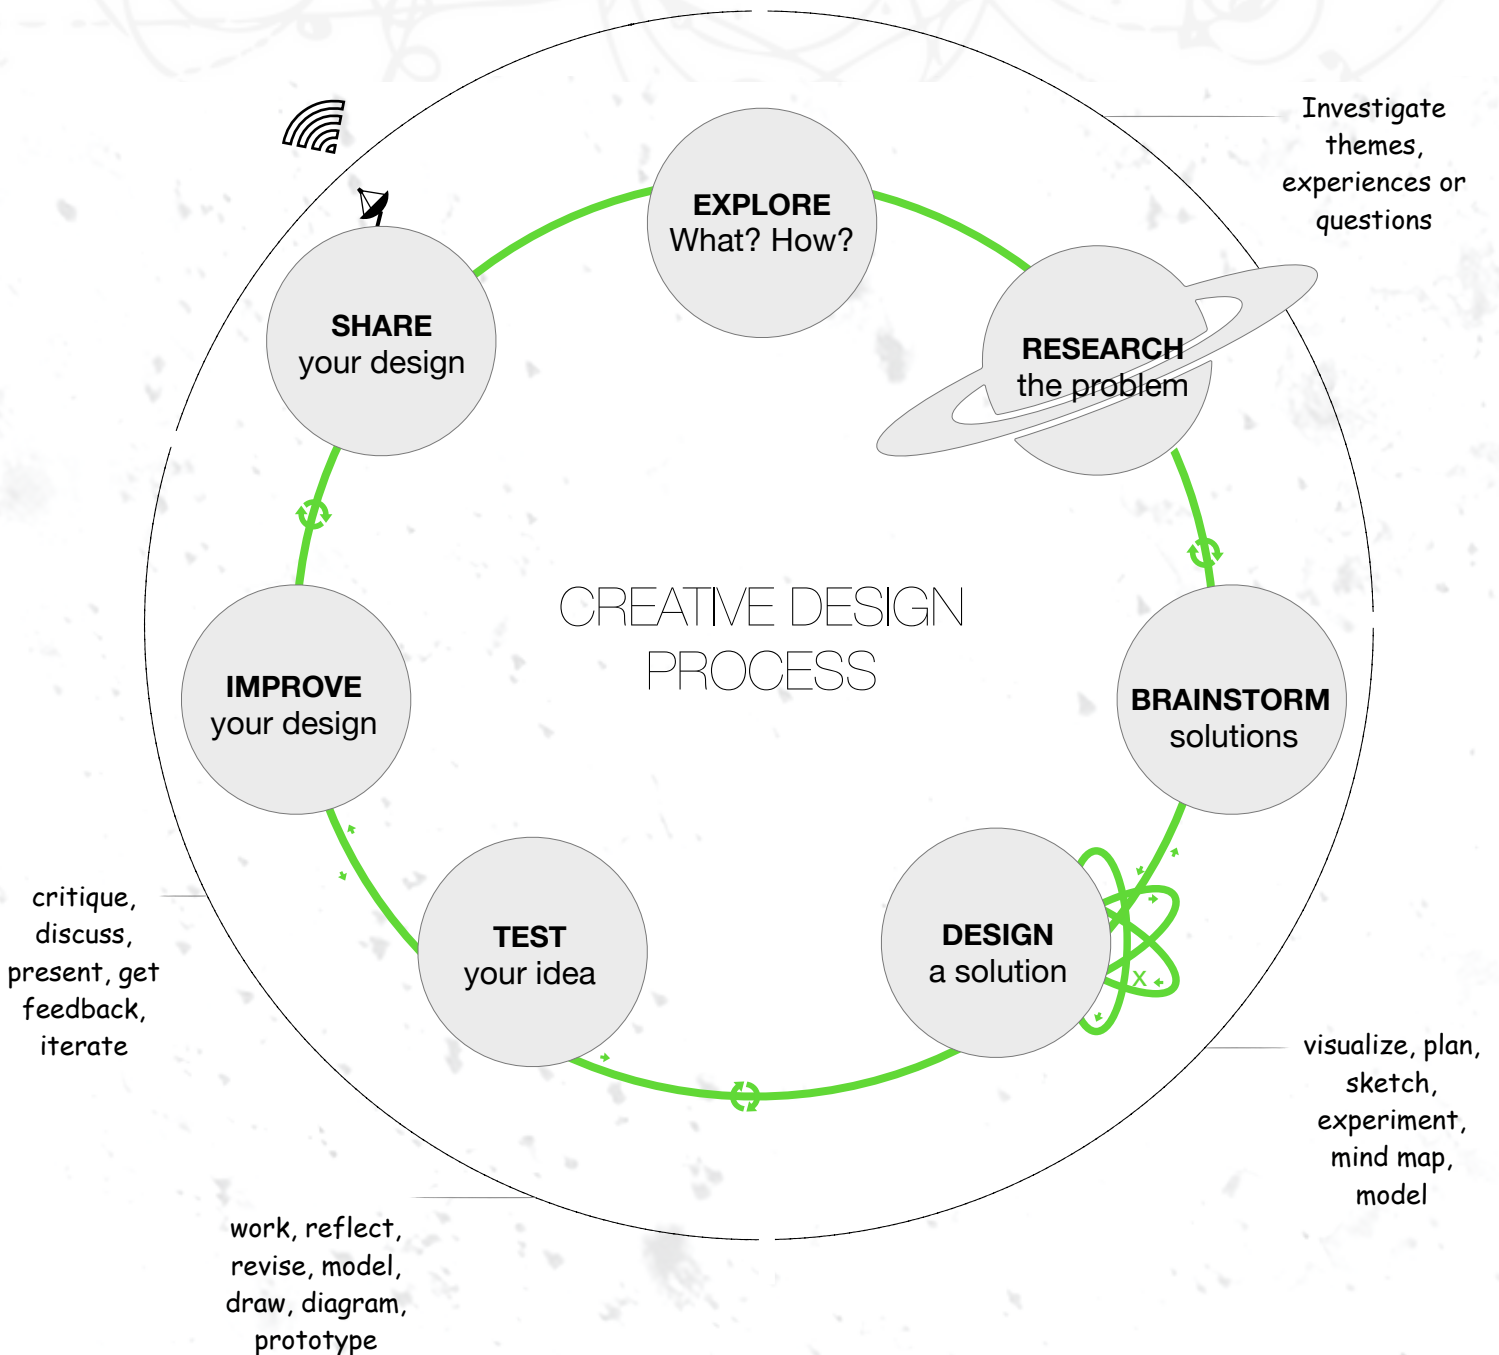 EXPLORE
What? How?
Investigate
themes,
experiences or
questions
RESEARCH
the problem
BRAINSTORM
solutions
visualize, plan,
sketch,
experiment,
mind map,
model
DESIGN
a solution
X
TEST
your idea
work, reflect,
revise, model,
draw, diagram,
prototype
IMPROVE
your design
critique,
discuss,
present, get
feedback,
iterate
SHARE
your design
CREATIVE DESIGN
PROCESS